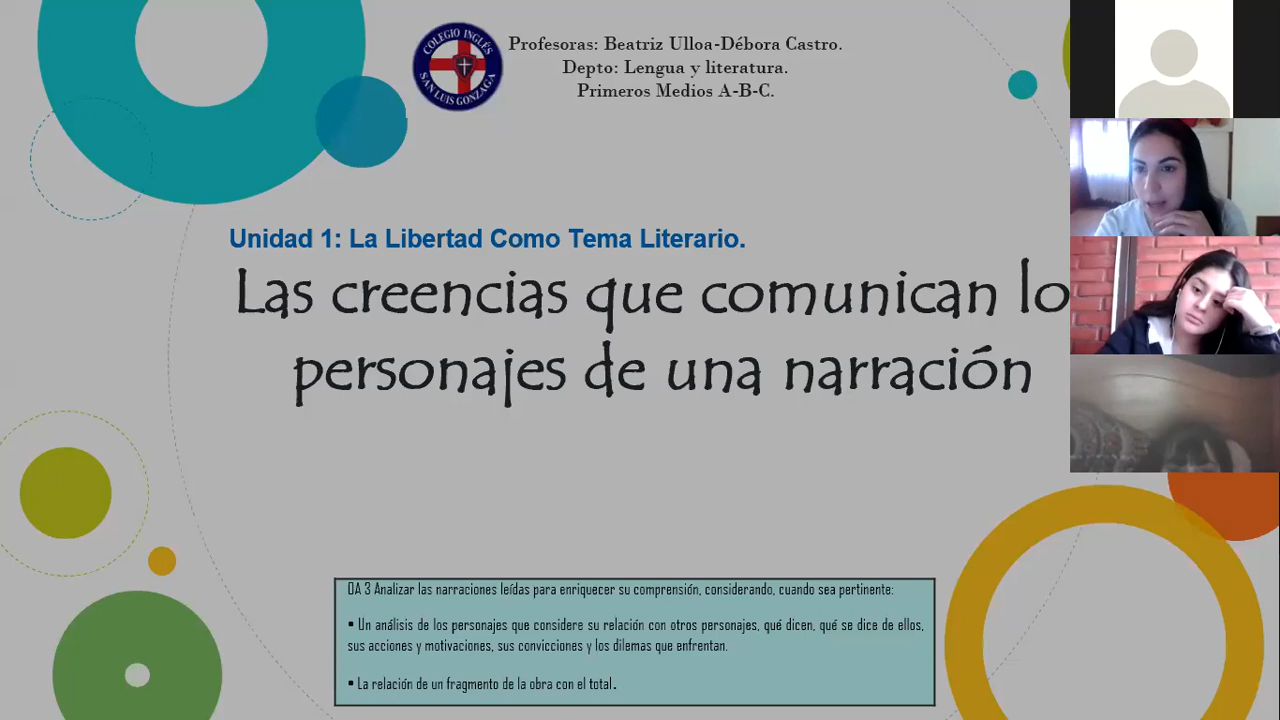 COLEGIO INGLÉS
SAN LUIS GONZAGA
Profesoras: Beatriz Ulloa-Débora Castro.
Depto: Lengua y literatura.
Primeros Medios A-B-C.
Unidad 1: La Libertad Como Tema Literario.
Las creencias que comunican lo
personajes de una narración
OA 3 Analizar las narraciones leídas para enriquecer su comprensión, considerando, cuando sea pertinente:
▪ Un análisis de los personajes que considere su relación con otros personajes, qué dicen, qué se dice de ellos,
sus acciones y motivaciones, sus convicciones y los dilemas que enfrentan.
▪ La relación de un fragmento de la obra con el total.